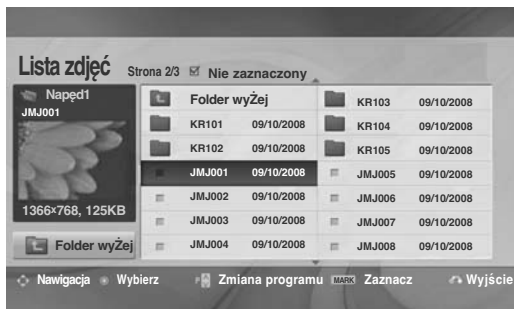 Lista zdjęć Strona 2/3 Nie zaznaczony
Napęd1
JMJ001
1366x768, 125KB
Folder wyŻej
Folder wyŻej
KR101 09/10/2008
KR102 09/10/2008
JMJ001 09/10/2008
JMJ002 09/10/2008
JMJ003 09/10/2008
JMJ004 09/10/2008
KR103 09/10/2008
KR104 09/10/2008
KR105 09/10/2008
JMJ005 09/10/2008
JMJ006 09/10/2008
JMJ007 09/10/2008
JMJ008 09/10/2008
Nawigacja Wybierz P Zmiana programu MARK Zaznacz Wyjście